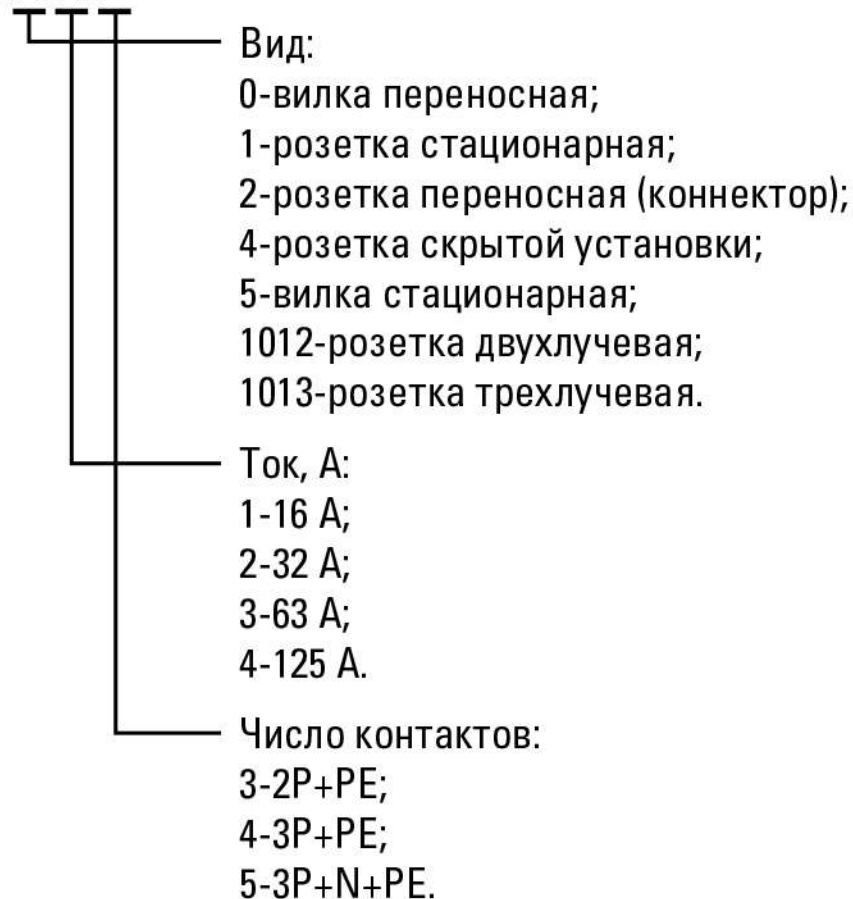 Вид:
0-вилка переносная;
1-розетка стационарная;
2-розетка переносная (коннектор);
4-розетка скрытой установки;
5-вилка стационарная;
1012-розетка двухлучевая;
1013-розетка трехлучевая.
Ток, А:
1-16 А;
2-32 А;
3-63 А;
4-125 А.
Число контактов:
3-2P+PE;
4-3P+PE;
5-3P+N+PE.